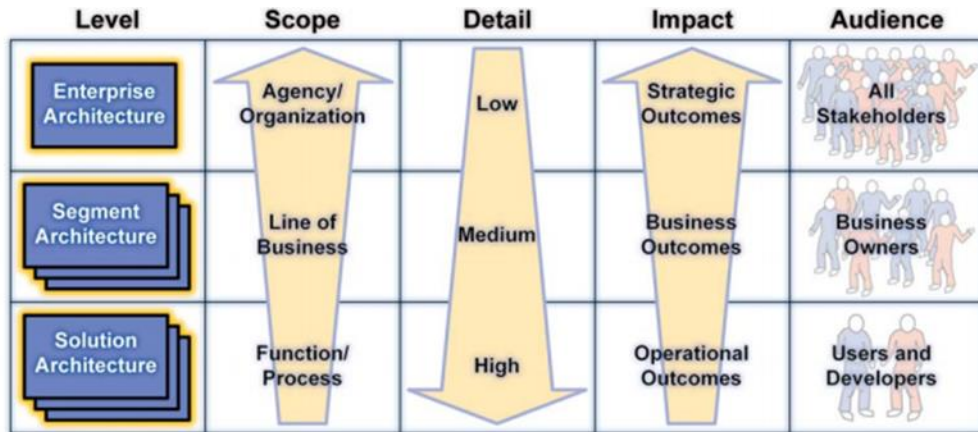 Level Scope Detail Impact Audience
Enterprise
Architecture
Agency/
Organization
Low
Strategic
Outcomes
All
Stakeholders
Segment
Architecture
Line of
Business
Medium
Business
Outcomes
Business
Owners
Solution
Architecture
Function/
Process
High
Operational
Outcomes
Users and
Developers